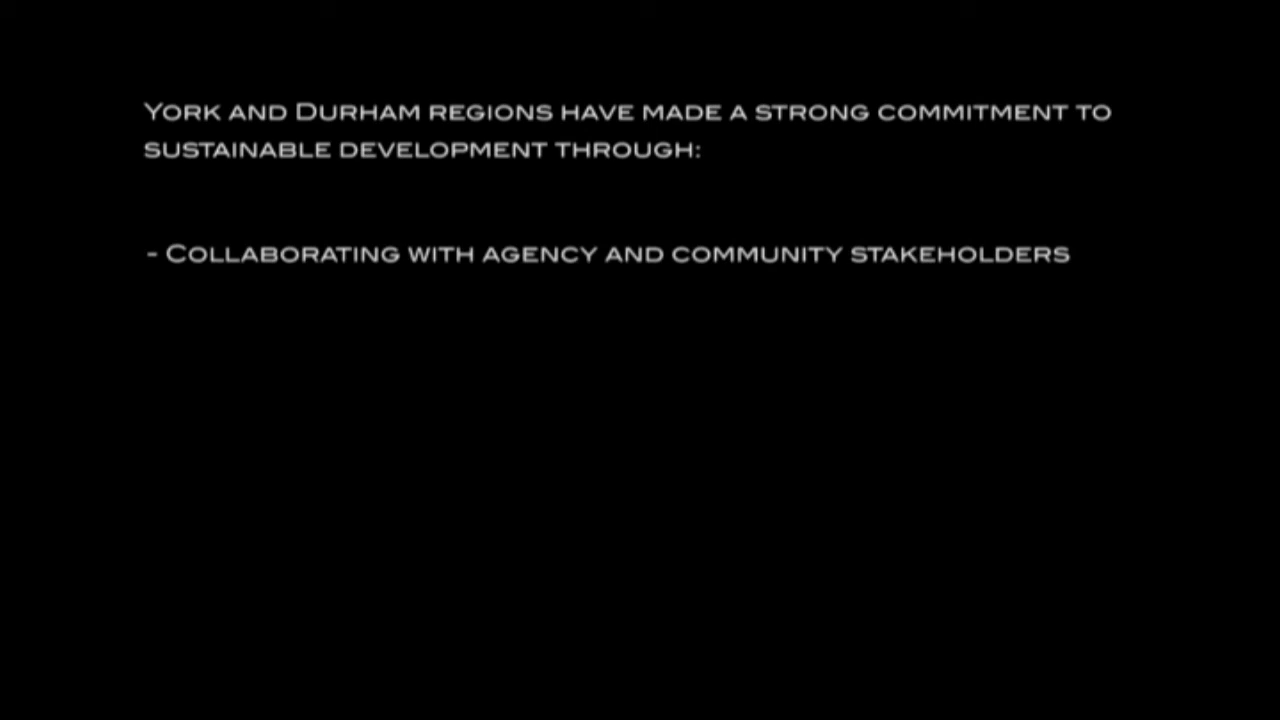 York and Durham regions have made a strong commitment to
sustainable development through:
- Collaborating with agency and community stakeholders